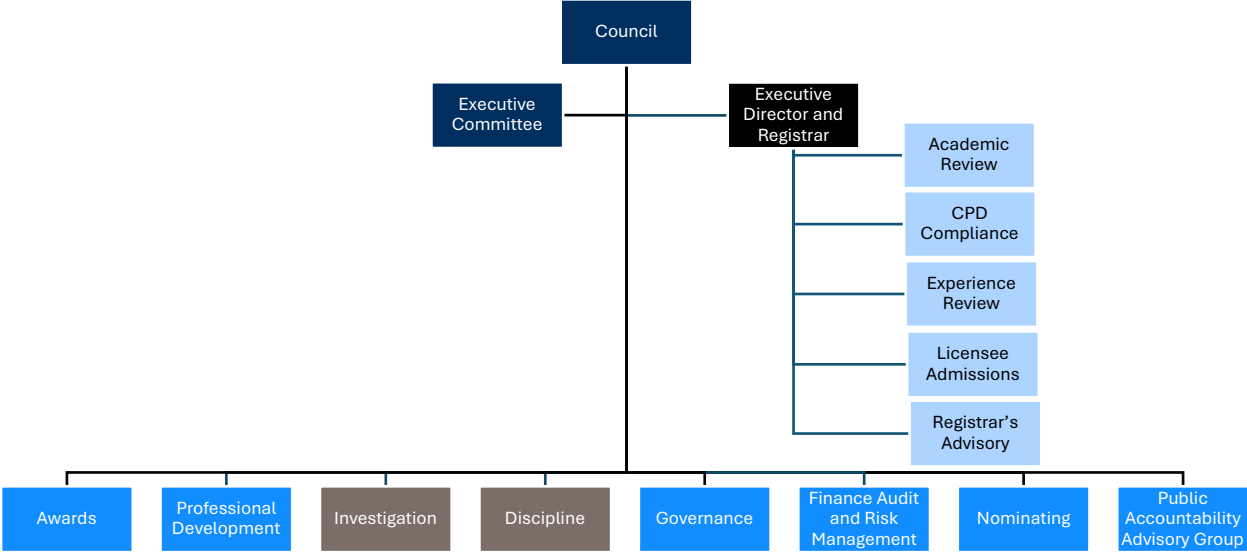 Council
Executive
Committee
Executive
Director and
Registrar
Academic
Review
CPD
Compliance
Experience
Review
Licensee
Admissions
Registrar’s
Advisory
Awards
Professional
Development
Investigation
Discipline
Governance
Finance Audit
and Risk
Management
Nominating
Public
Accountability
Advisory Group